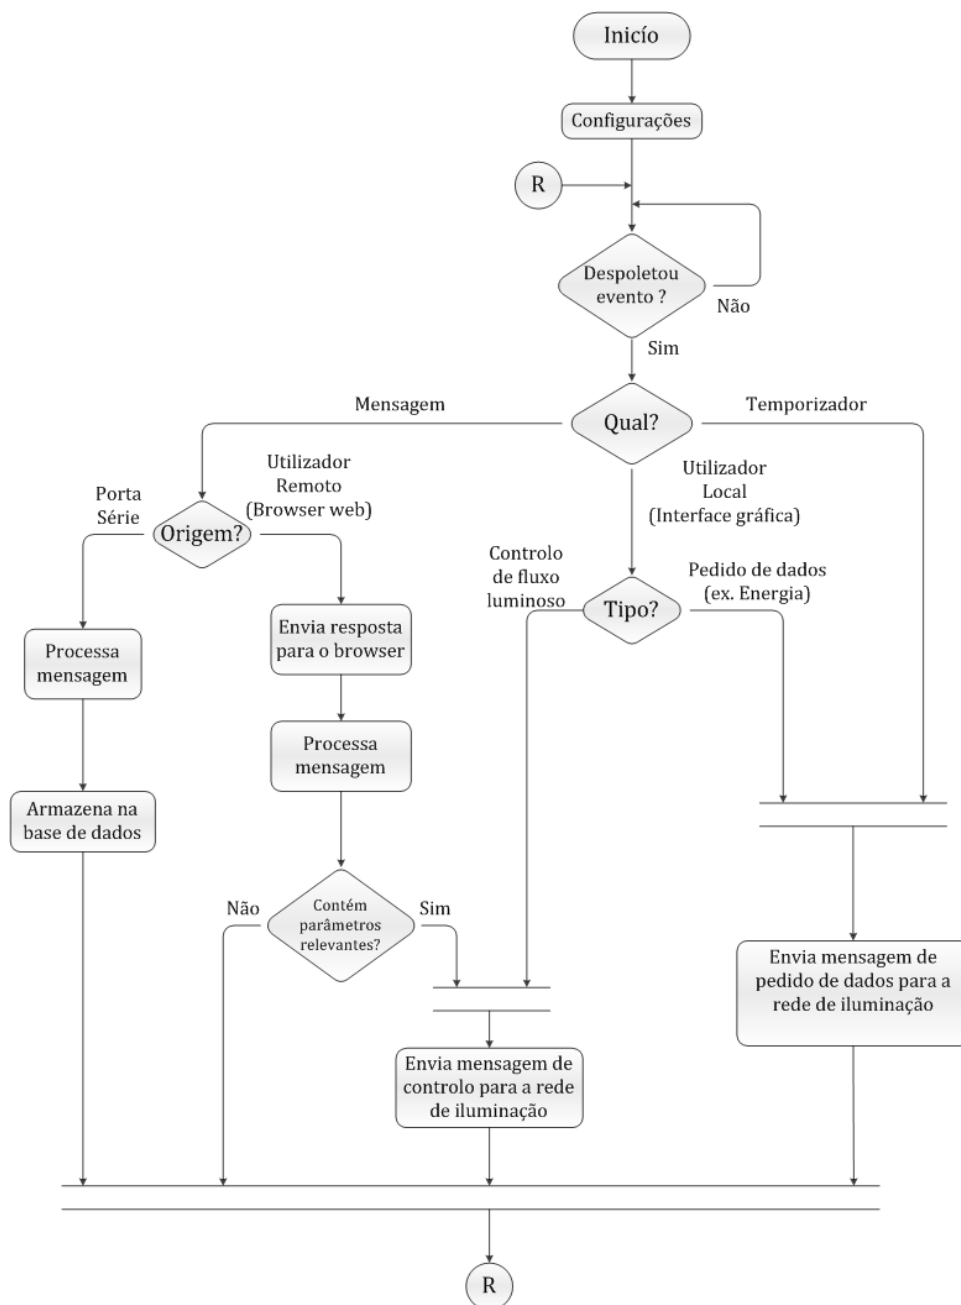 Inicío
Configurações
R
Despoletou
evento ?
Não
Sim
Mensagem
Qual?
Temporizador
Utilizador
Remoto
(Browser web)
Porta
Série
Origem?
Utilizador
Local
(Interface gráfica)
Controlo
de fluxo
luminoso
Tipo?
Pedido de dados
(ex. Energia)
Processa
mensagem
Envia resposta
para o browser
Processa
mensagem
Armazena na
base de dados
Não
Contém
parâmetros
relevantes?
Sim
Envia mensagem de
pedido de dados para a
rede de iluminação
Envia mensagem de
controlo para a rede
de iluminação
R